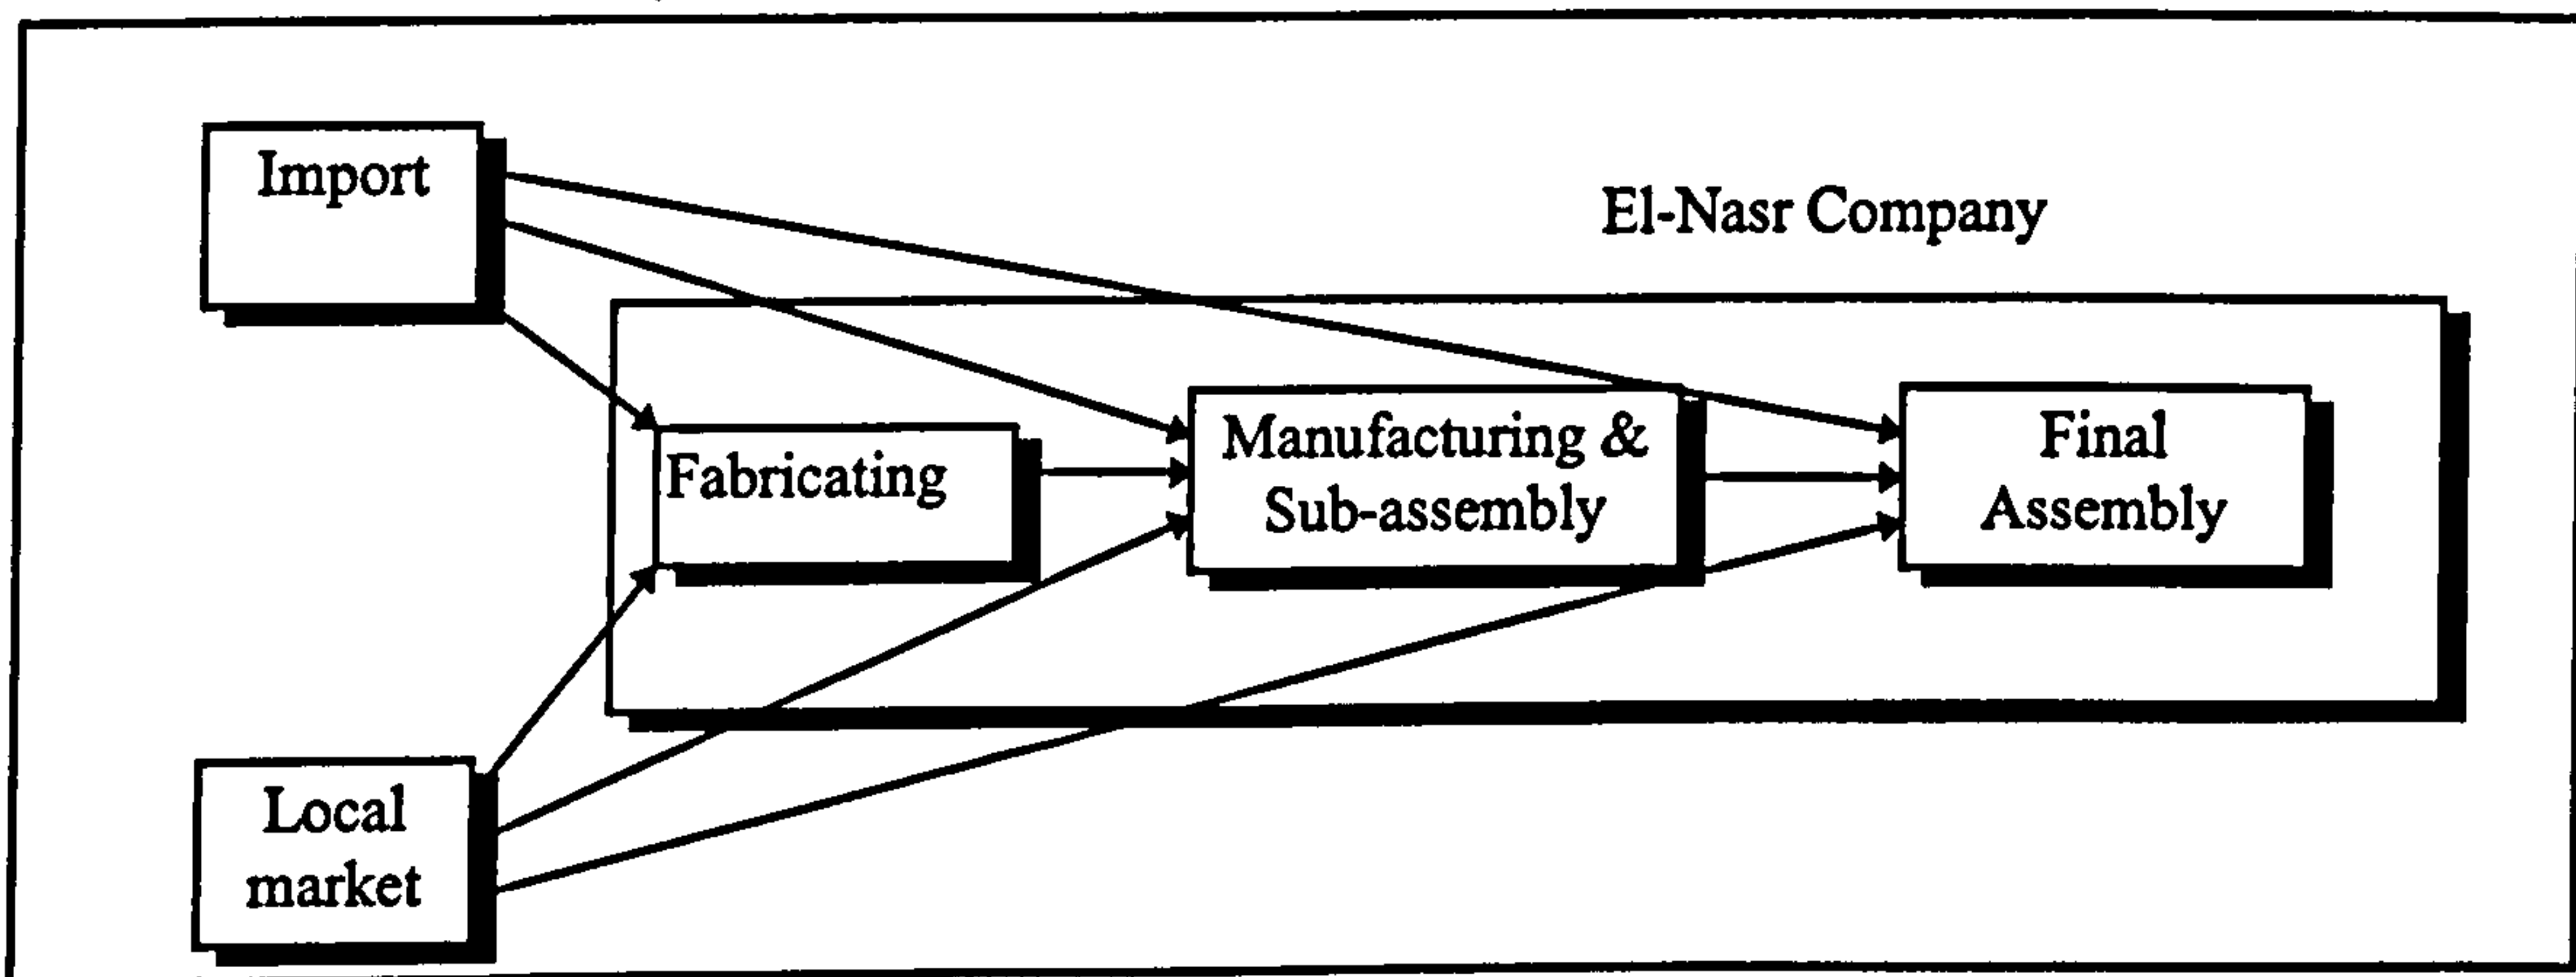 Import
El-Nasr Company
Fabricating
Manufacturing &
Sub-assembly
Final
Assembly
Local
market